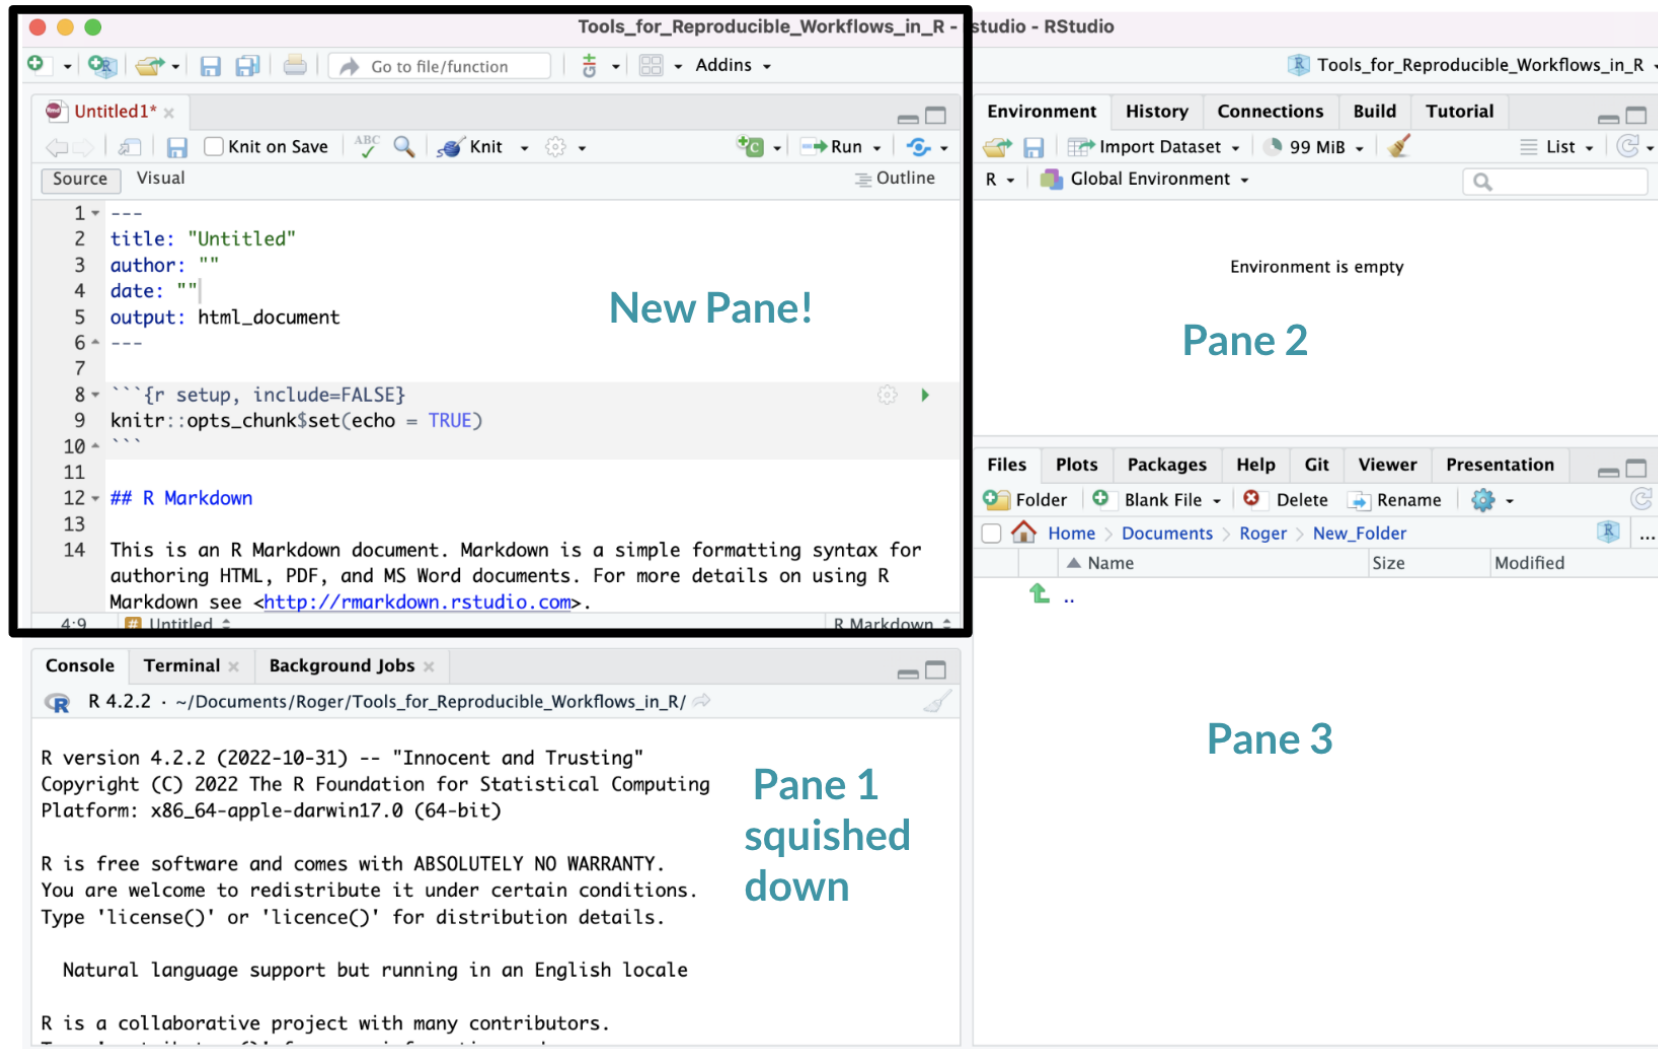 Tools_for_Reproducible_Workflows_in_R - studio - RStudio
Go to file/function
Addins
Tools_for_Reproducible_Workflows_in_R
Untitled1*
ABC
Knit on Save
Knit
Run
Source Visual
Outline
1 ---
2 title: "Untitled"
3 author: ""
4 date: ""
5 output: html_document
6 ---
7
8 ```{r setup, include=FALSE}
9 knitr::opts_chunk$set(echo = TRUE)
10 ```
11
12 ## R Markdown
13
14 This is an R Markdown document. Markdown is a simple formatting syntax for
authoring HTML, PDF, and MS Word documents. For more details on using R
Markdown see <http://rmarkdown.rstudio.com>.
4:9 # Untitled R Markdown
New Pane!
Environment History Connections Build Tutorial
Import Dataset 99 MiB List
R Global Environment
Environment is empty
Pane 2
Console Terminal Background Jobs
R 4.2.2 · ~/Documents/Roger/Tools_for_Reproducible_Workflows_in_R/
R version 4.2.2 (2022-10-31) -- "Innocent and Trusting"
Copyright (C) 2022 The R Foundation for Statistical Computing
Platform: x86_64-apple-darwin17.0 (64-bit)
R is free software and comes with ABSOLUTELY NO WARRANTY.
You are welcome to redistribute it under certain conditions.
Type 'license()' or 'licence()' for distribution details.
Natural language support but running in an English locale
R is a collaborative project with many contributors.
Pane 1
squished
down
Files Plots Packages Help Git Viewer Presentation
Folder Blank File Delete Rename
Home > Documents > Roger > New_Folder
...
Name Size Modified
..
Pane 3